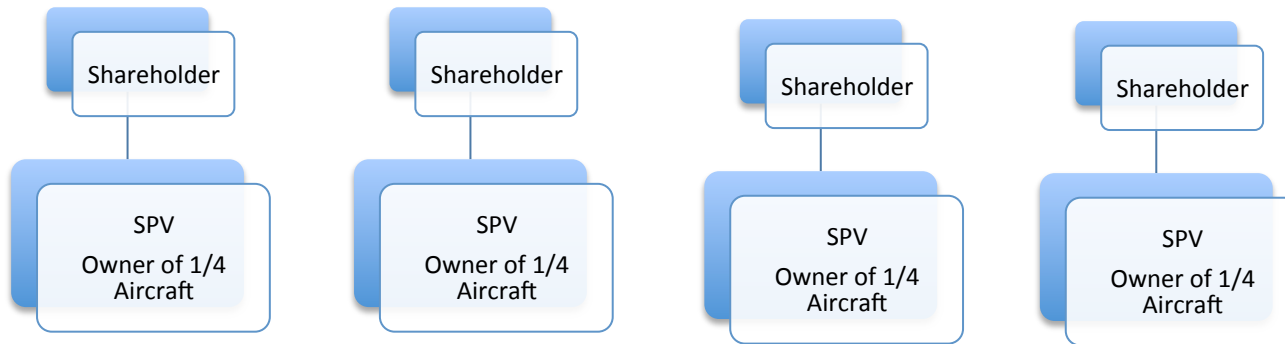 Shareholder
SPV
Owner of 1/4
Aircraft
Shareholder
SPV
Owner of 1/4
Aircraft
Shareholder
SPV
Owner of 1/4
Aircraft
Shareholder
SPV
Owner of 1/4
Aircraft